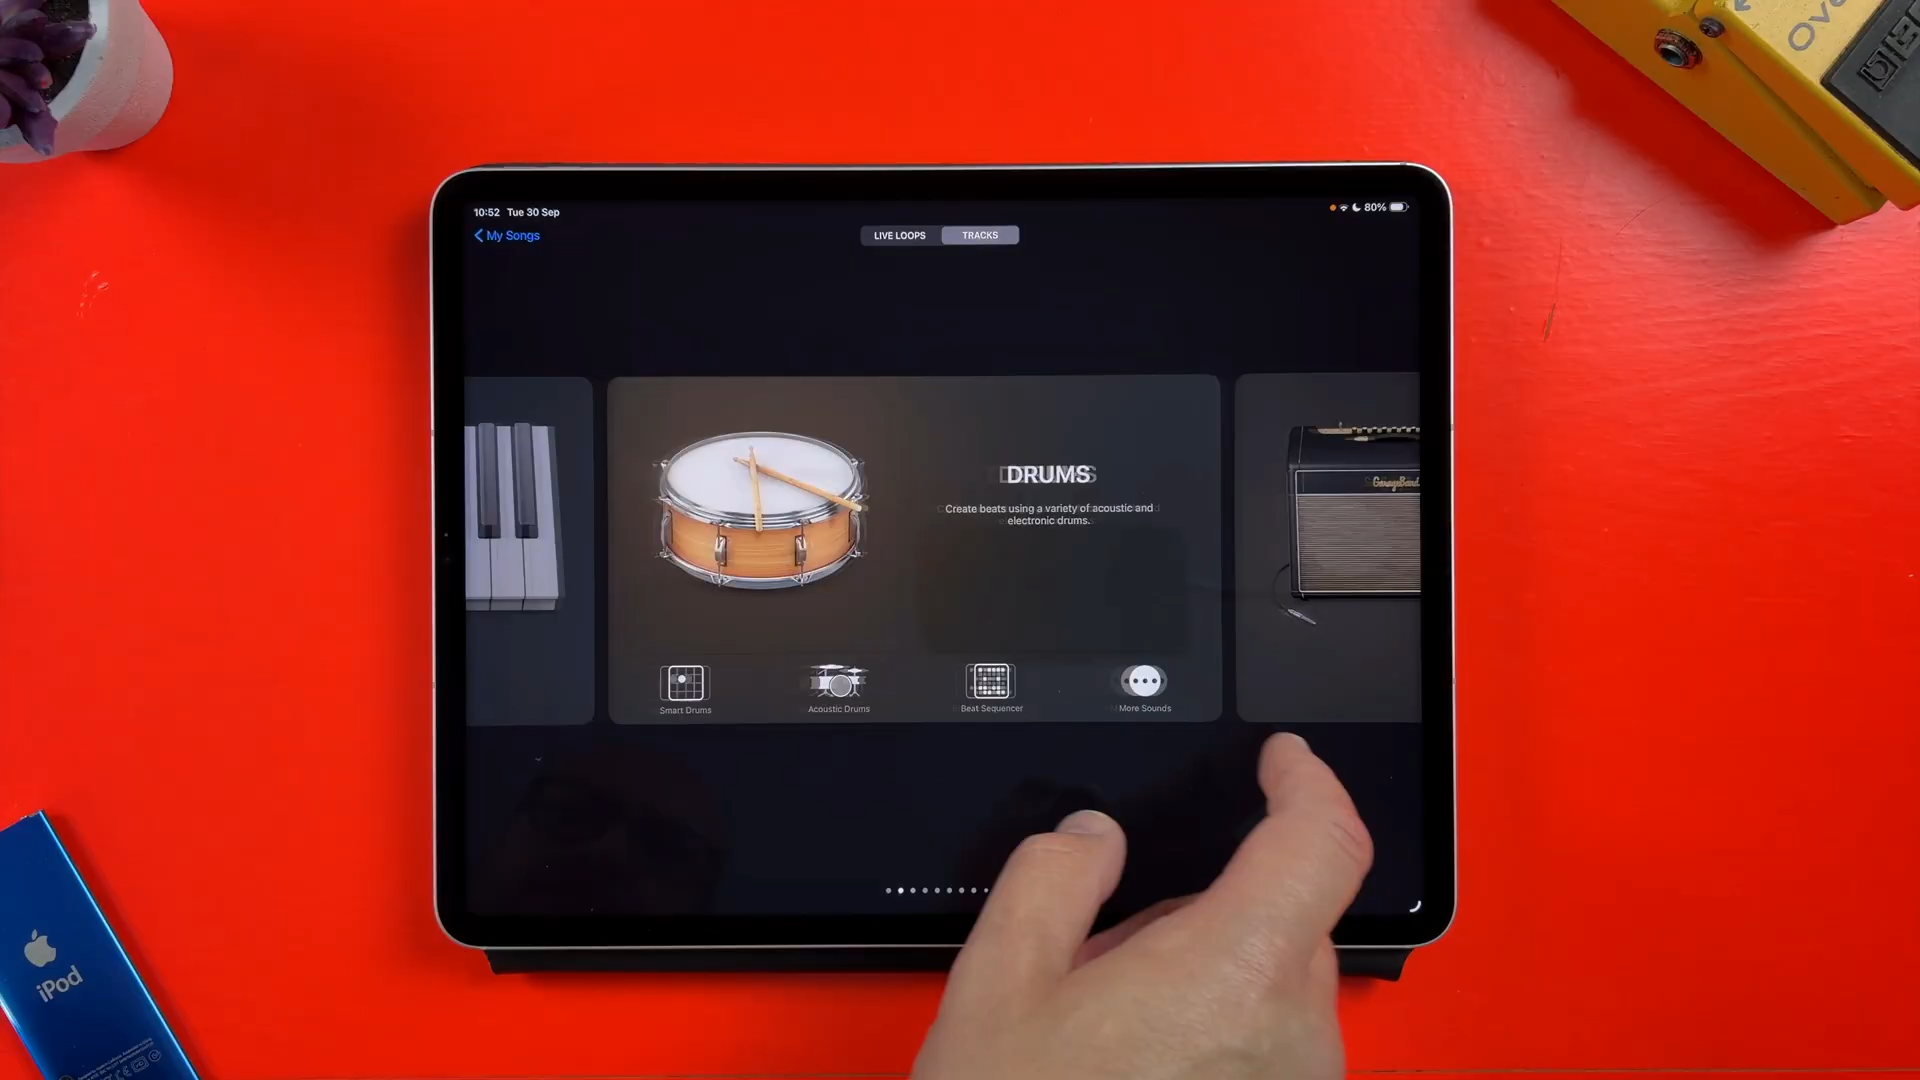 10:52 Tue 30 Sep
80%
My Songs
LIVE LOOPS
TRACKS
DRUMS
Create beats using a variety of acoustic and
electronic drums.
GarageBand
Smart Drums
Acoustic Drums
Beat Sequencer
More Sounds
iPod